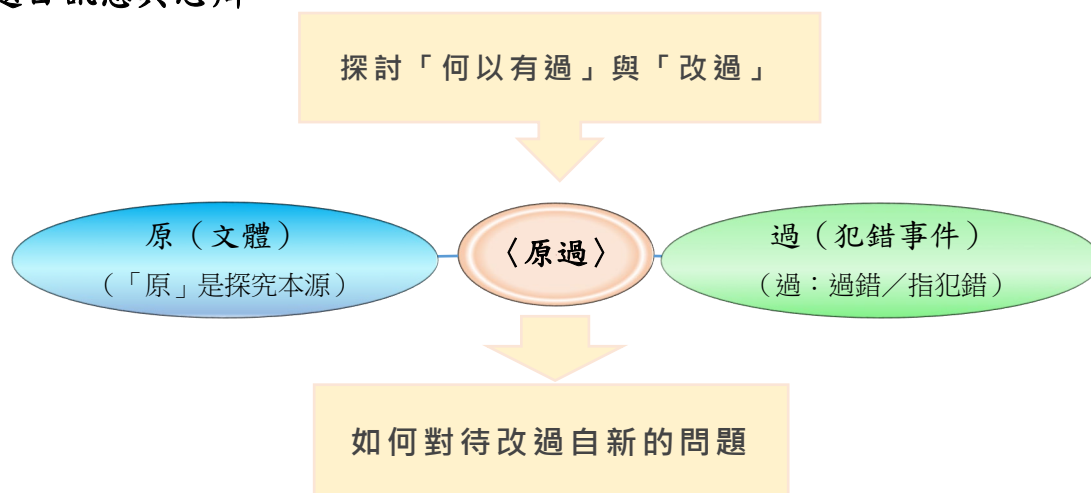 探討「何以有過」與「改過」
原（文體）
（「原」是探究本源）
〈原過〉
過（犯錯事件）
（過：過錯／指犯錯）
如何對待改過自新的問題